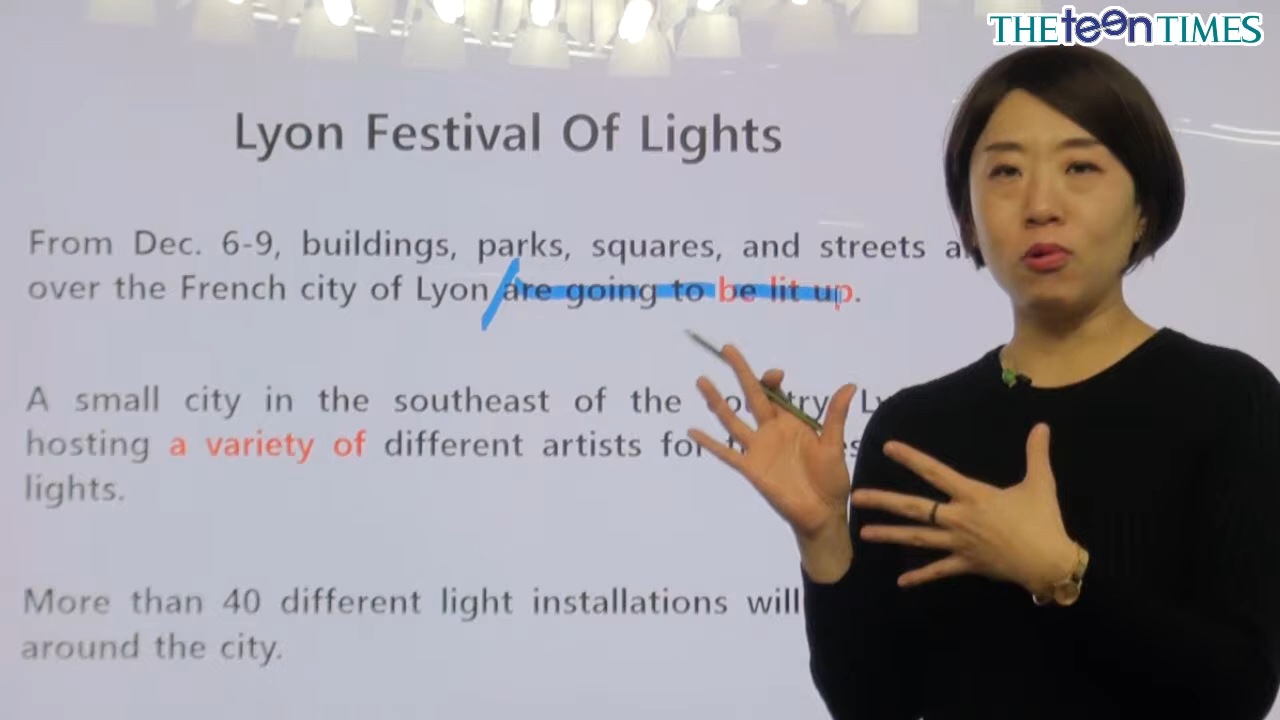 THE teen TIMES
Lyon Festival Of Lights
From Dec. 6-9, buildings, parks, squares, and streets
over the French city of Lyon are going to be lit up.
A small city in the southeast of the
hosting a variety of different artists for
lights.
More than 40 different light installations will
around the city.